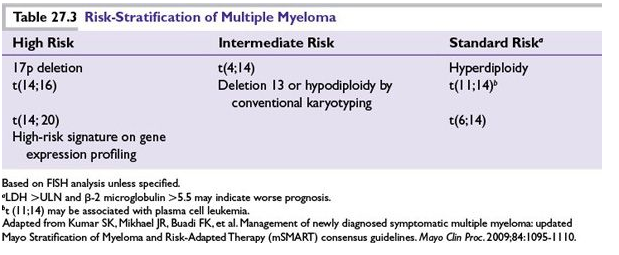 Table 27.3 Risk-Stratification of Multiple Myeloma
High Risk Intermediate Risk Standard Riskᵃ
17p deletion t(4;14) Hyperdiploidy
t(14;16) Deletion 13 or hypodiploidy by t(11;14)ᵇ
conventional karyotyping
t(14; 20) t(6;14)
High-risk signature on gene
expression profiling
Based on FISH analysis unless specified.
ᵃLDH >ULN and β-2 microglobulin >5.5 may indicate worse prognosis.
ᵇt (11;14) may be associated with plasma cell leukemia.
Adapted from Kumar SK, Mikhael JR, Buadi FK, et al. Management of newly diagnosed symptomatic multiple myeloma: updated
Mayo Stratification of Myeloma and Risk-Adapted Therapy (mSMART) consensus guidelines. Mayo Clin Proc. 2009;84:1095-1110.